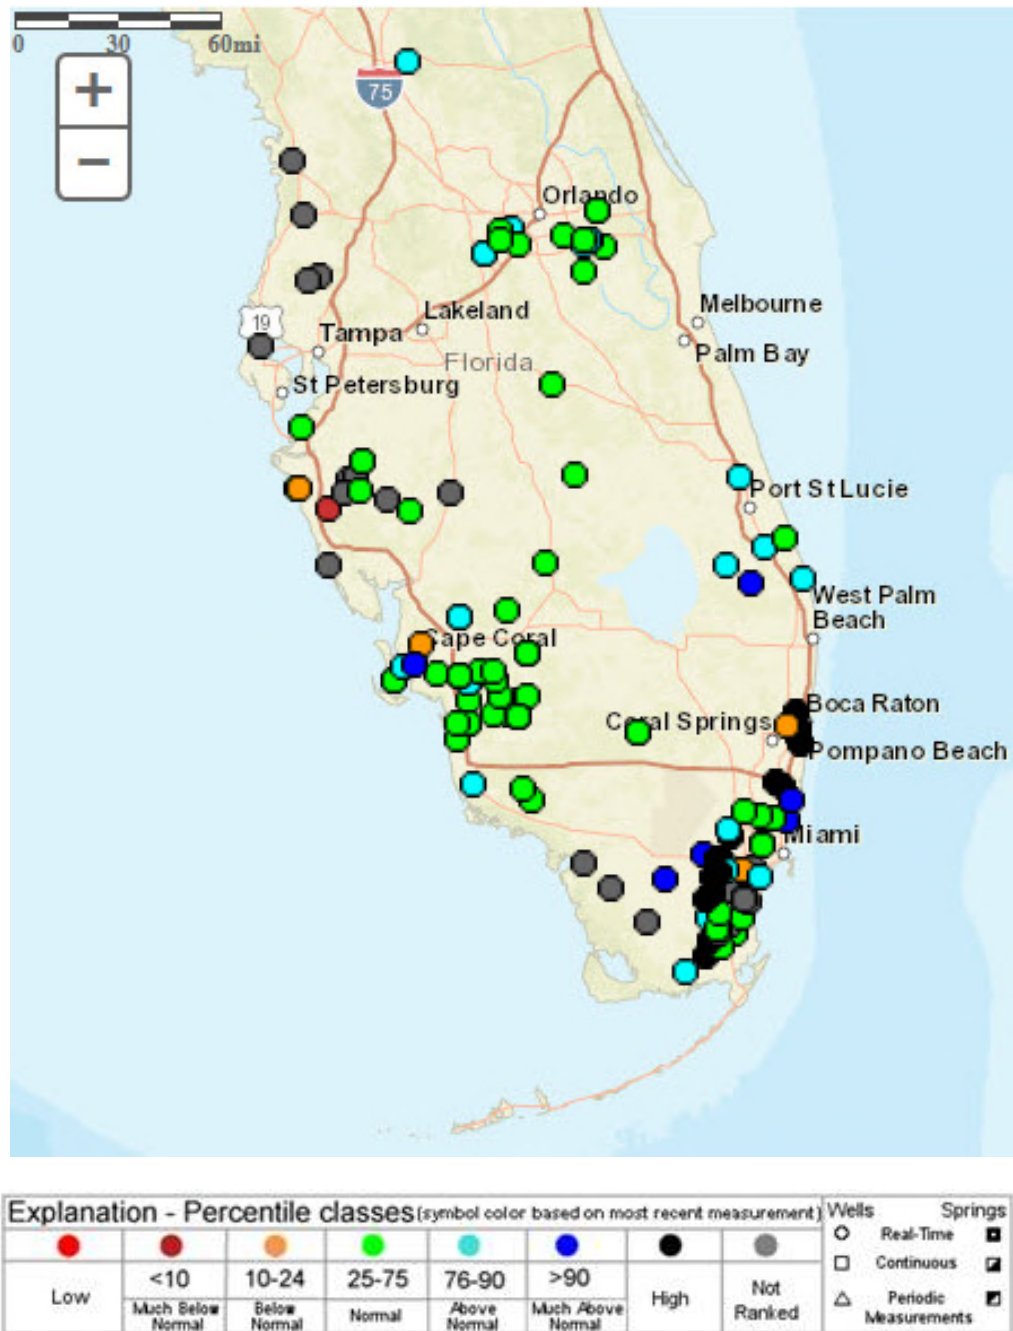 0 30 60mi
+
75
−
Orlando
Melbourne
Lakeland
19
Tampa
Palm Bay
Florida
St Petersburg
Port St Lucie
West Palm
Beach
Cape Coral
Boca Raton
Coral Springs
Pompano Beach
Miami
Explanation - Percentile classes (symbol color based on most recent measurement)
Low
<10
Much Below
Normal
10-24
Below
Normal
25-75
Normal
76-90
Above
Normal
>90
Much Above
Normal
High
Not
Ranked
Wells Springs
Real-Time
Continuous
Periodic
Measurements